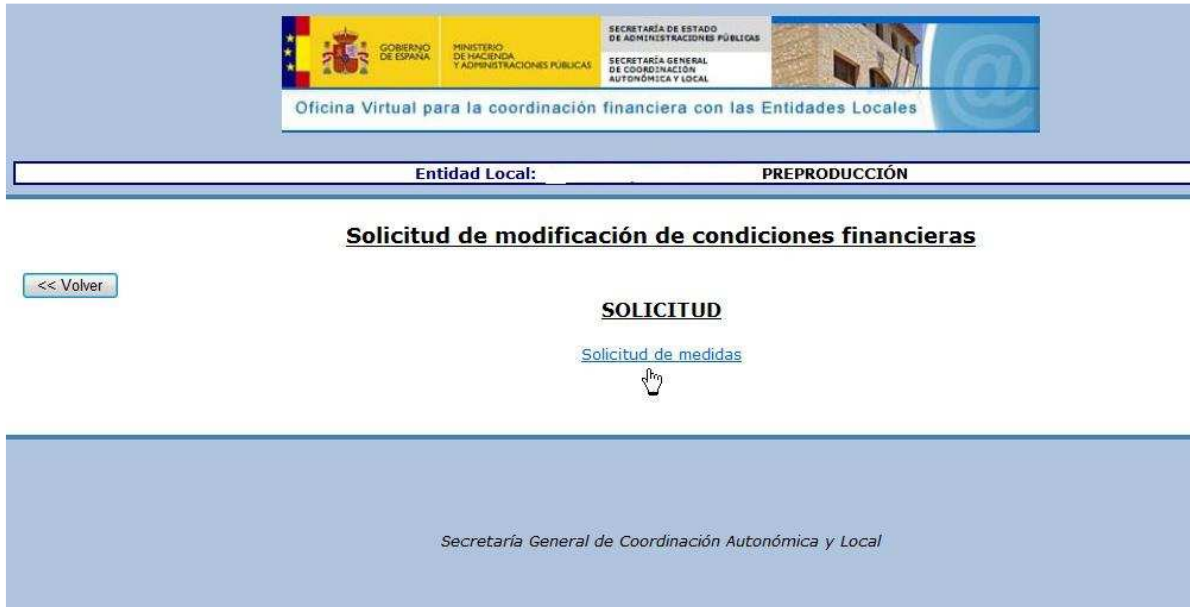 GOBIERNO
DE ESPAÑA
MINISTERIO
DE HACIENDA
Y ADMINISTRACIONES PÚBLICAS
SECRETARÍA DE ESTADO
DE ADMINISTRACIONES PÚBLICAS
SECRETARÍA GENERAL
DE COORDINACIÓN
AUTONÓMICA Y LOCAL
@
Oficina Virtual para la coordinación financiera con las Entidades Locales
Entidad Local: PREPRODUCCIÓN
Solicitud de modificación de condiciones financieras
<< Volver
SOLICITUD
Solicitud de medidas
Secretaría General de Coordinación Autonómica y Local